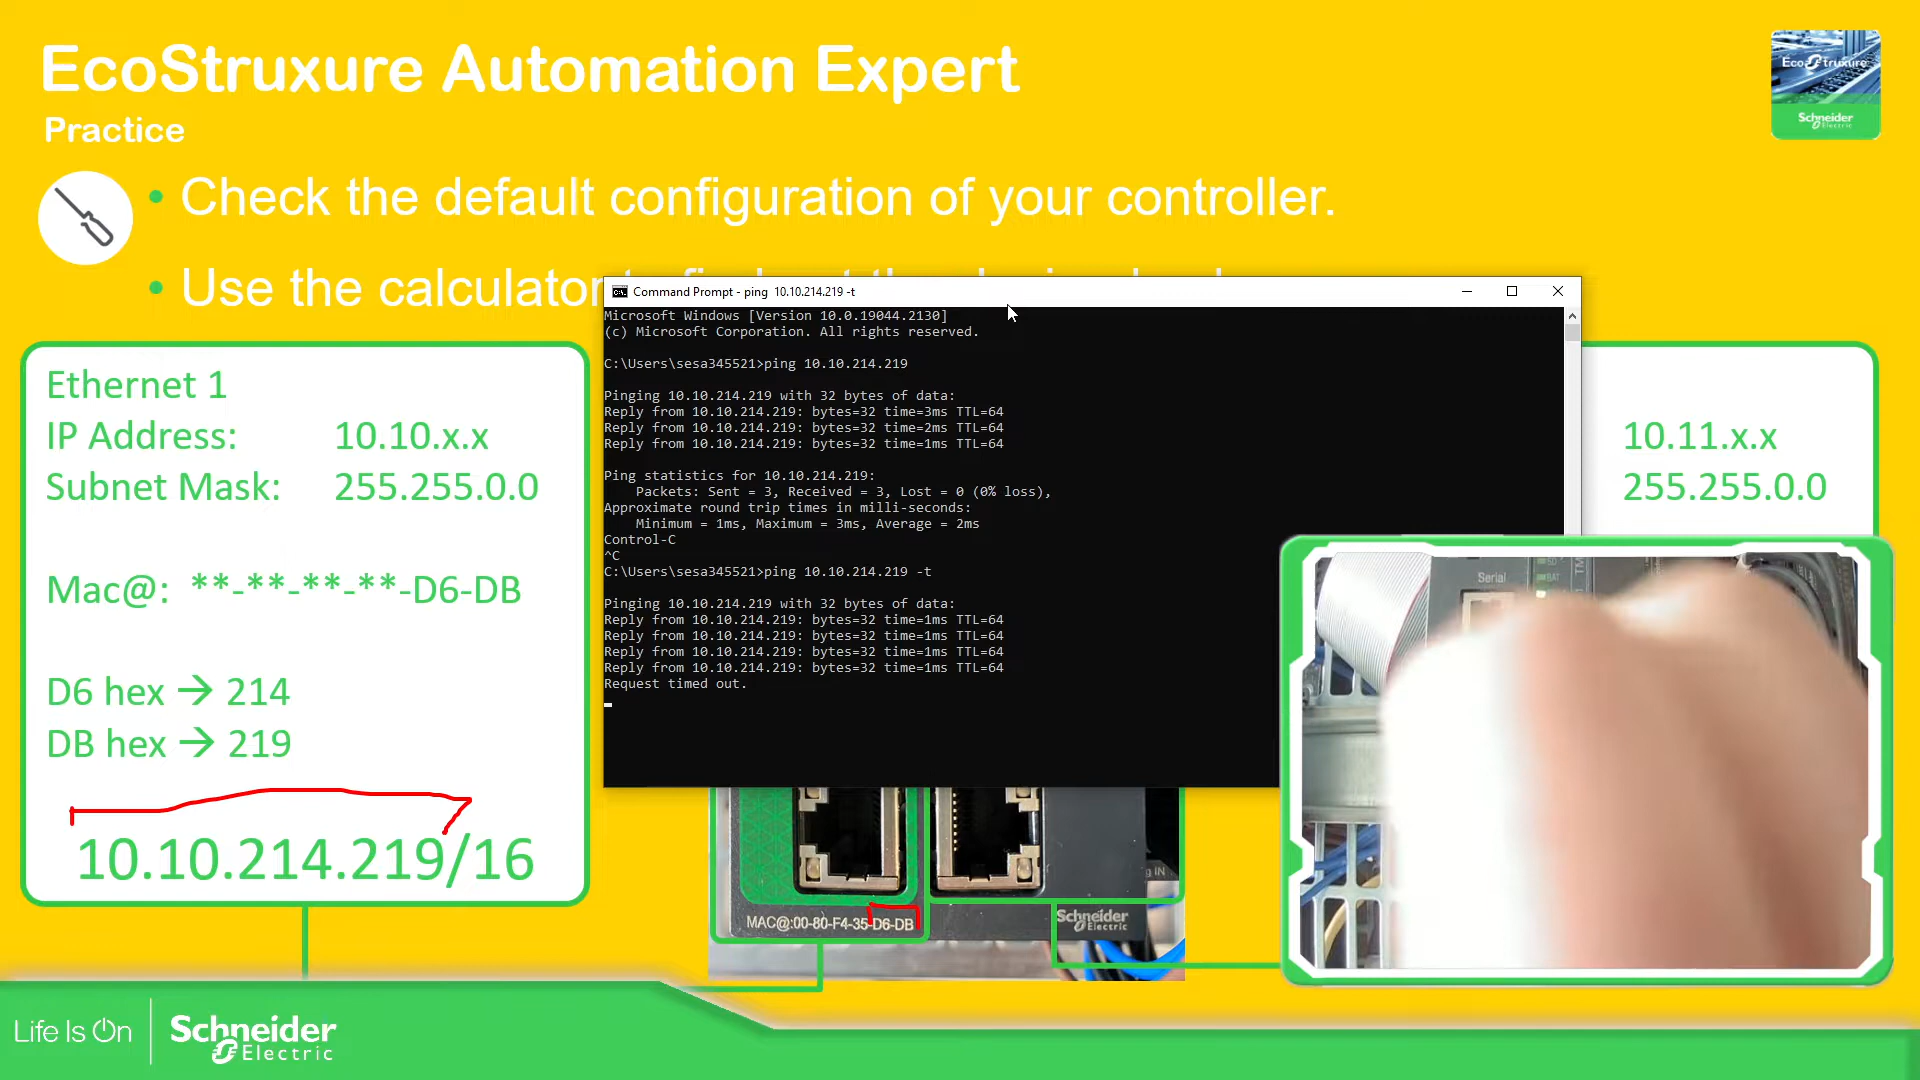 EcoStruxure Automation Expert
Practice
EcoStruxure
Schneider
Electric
• Check the default configuration of your controller.
• Use the calculator
Command Prompt - ping 10.10.214.219 -t
Microsoft Windows [Version 10.0.19044.2130]
(c) Microsoft Corporation. All rights reserved.
C:\Users\sesa345521>ping 10.10.214.219
Pinging 10.10.214.219 with 32 bytes of data:
Reply from 10.10.214.219: bytes=32 time=3ms TTL=64
Reply from 10.10.214.219: bytes=32 time=2ms TTL=64
Reply from 10.10.214.219: bytes=32 time=1ms TTL=64
Ping statistics for 10.10.214.219:
Packets: Sent = 3, Received = 3, Lost = 0 (0% loss),
Approximate round trip times in milli-seconds:
Minimum = 1ms, Maximum = 3ms, Average = 2ms
Control-C
^C
C:\Users\sesa345521>ping 10.10.214.219 -t
Pinging 10.10.214.219 with 32 bytes of data:
Reply from 10.10.214.219: bytes=32 time=1ms TTL=64
Reply from 10.10.214.219: bytes=32 time=1ms TTL=64
Reply from 10.10.214.219: bytes=32 time=1ms TTL=64
Reply from 10.10.214.219: bytes=32 time=1ms TTL=64
Request timed out.
Ethernet 1
IP Address: 10.10.x.x
Subnet Mask: 255.255.0.0
Mac@: **-**-**-**-D6-DB
D6 hex → 214
DB hex → 219
10.10.214.219/16
10.11.x.x
255.255.0.0
Serial
BAT
TM
IN
MAC@:00-80-F4-35-D6-DB
Schneider
Electric
Life Is On
Schneider
Electric